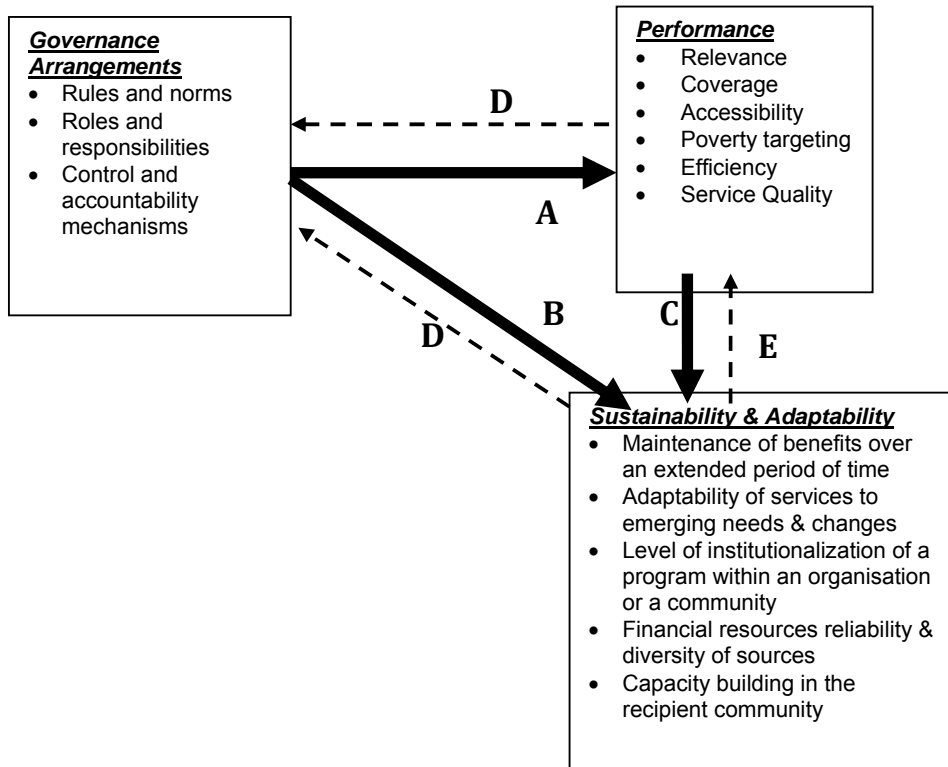 Governance
Arrangements
• Rules and norms
• Roles and
responsibilities
• Control and
accountability
mechanisms
D
A
Performance
• Relevance
• Coverage
• Accessibility
• Poverty targeting
• Efficiency
• Service Quality
B
D
C
E
Sustainability & Adaptability
• Maintenance of benefits over
an extended period of time
• Adaptability of services to
emerging needs & changes
• Level of institutionalization of a
program within an organisation
or a community
• Financial resources reliability &
diversity of sources
• Capacity building in the
recipient community